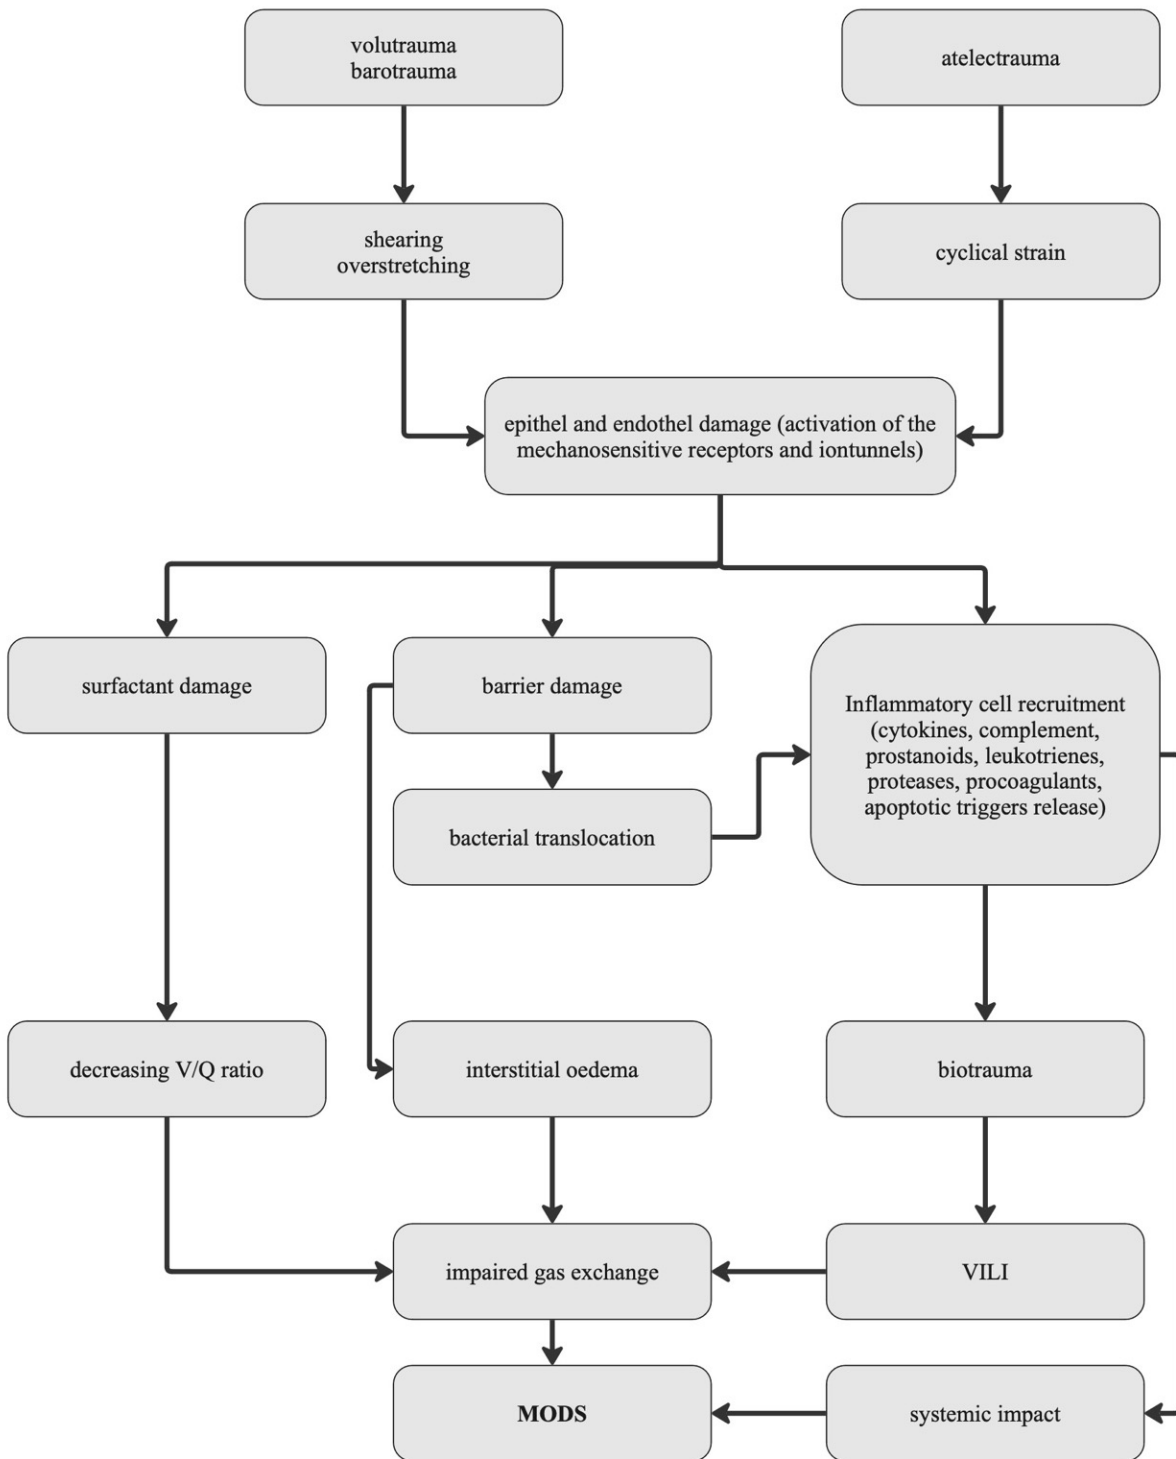 volutrauma
barotrauma
atelectrauma
shearing
overstretching
cyclical strain
epithel and endothel damage (activation of the
mechanosensitive receptors and iontunnels)
surfactant damage
barrier damage
Inflammatory cell recruitment
(cytokines, complement,
prostanoids, leukotrienes,
proteases, procoagulants,
apoptotic triggers release)
bacterial translocation
decreasing V/Q ratio
interstitial oedema
biotrauma
impaired gas exchange
VILI
MODS
systemic impact